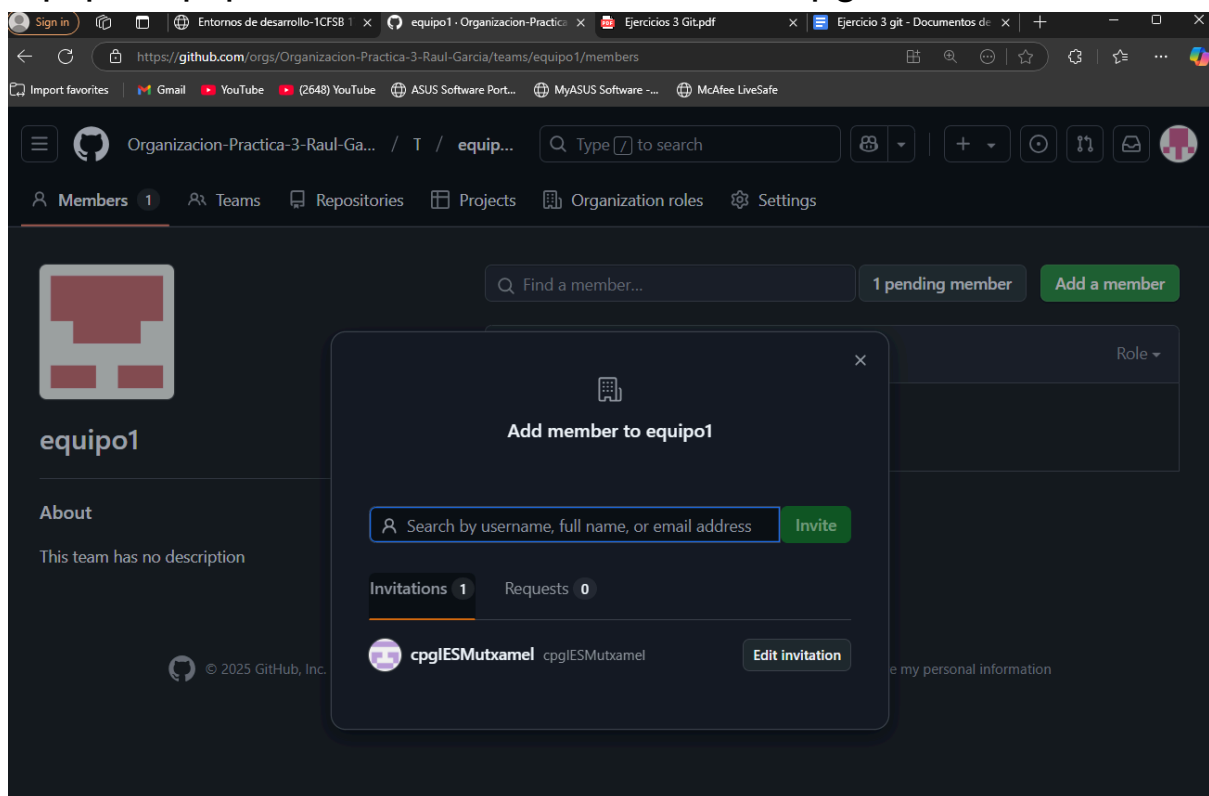 Sign in
Entornos de desarrollo-1CFSB 1
equipo1 · Organizacion-Practica
Ejercicios 3 Git.pdf
Ejercicio 3 git - Documentos de
https://github.com/orgs/Organizacion-Practica-3-Raul-Garcia/teams/equipo1/members
Import favorites
Gmail
YouTube
(2648) YouTube
ASUS Software Port...
MyASUS Software -...
McAfee LiveSafe
Organizacion-Practica-3-Raul-Ga... / T / equip...
Type / to search
Members 1
Teams
Repositories
Projects
Organization roles
Settings
Find a member...
1 pending member
Add a member
Role
Add member to equipo1
equipo1
Search by username, full name, or email address
Invite
About
This team has no description
Invitations 1
Requests 0
cpgIESMutxamel cpgIESMutxamel
Edit invitation
© 2025 GitHub, Inc.
my personal information